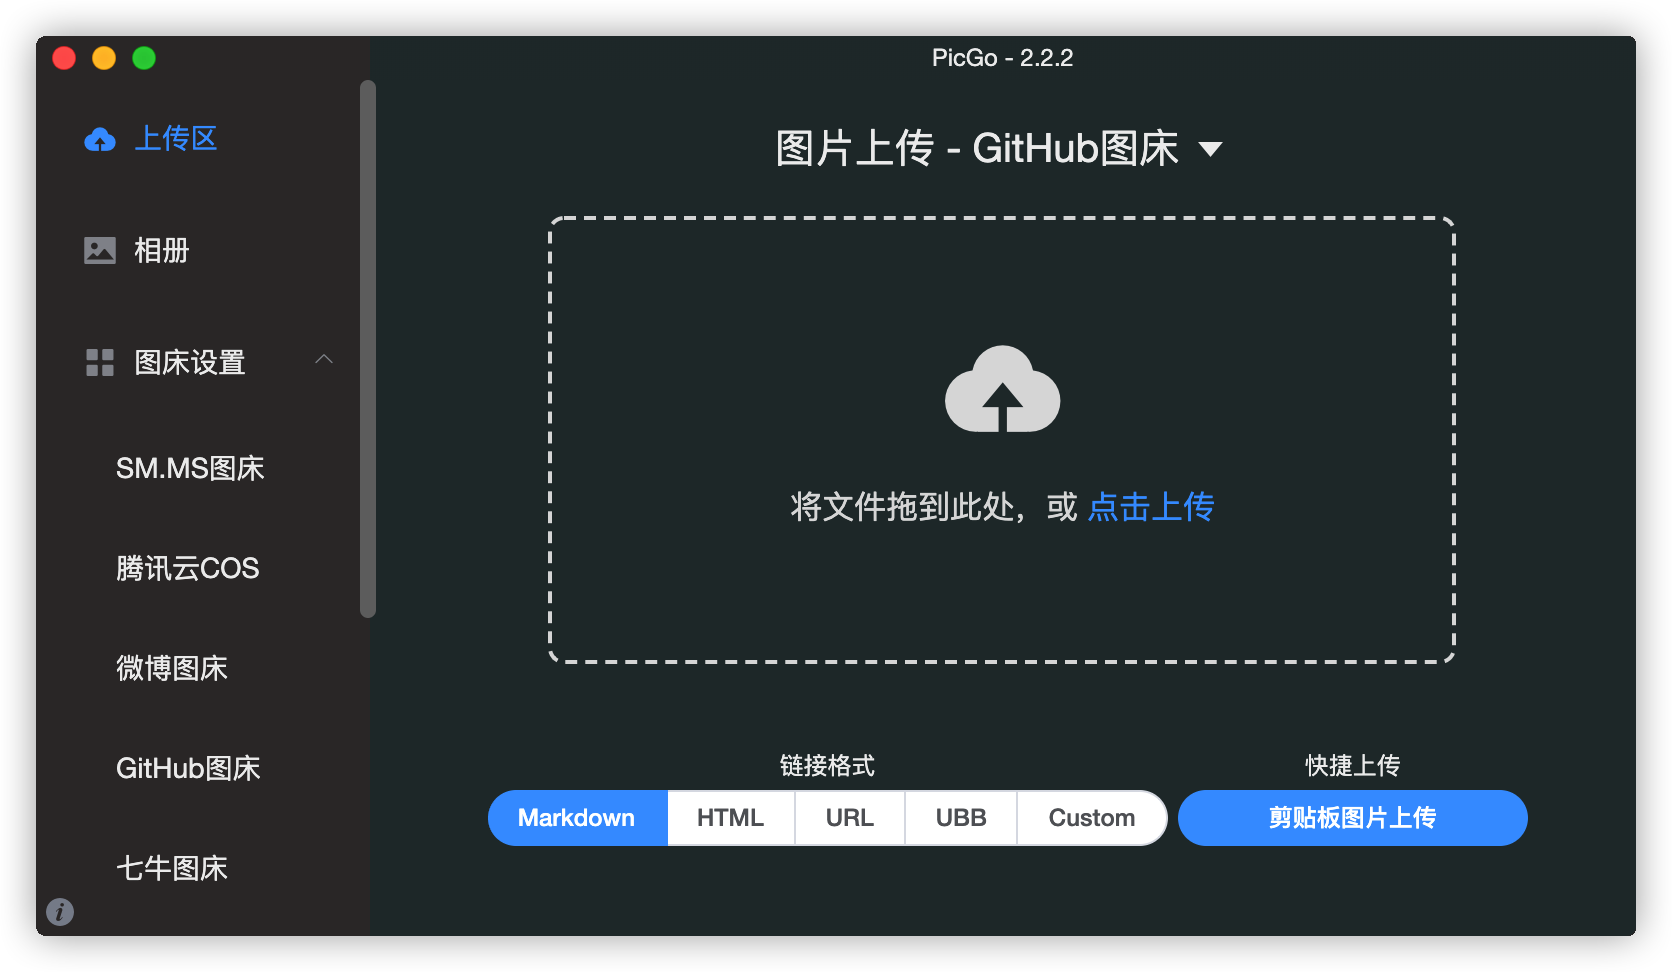 PicGo - 2.2.2
上传区
相册
图床设置
SM.MS图床
腾讯云COS
微博图床
GitHub图床
七牛图床
图片上传 - GitHub图床
将文件拖到此处，或 点击上传
链接格式
Markdown HTML URL UBB Custom
快捷上传
剪贴板图片上传